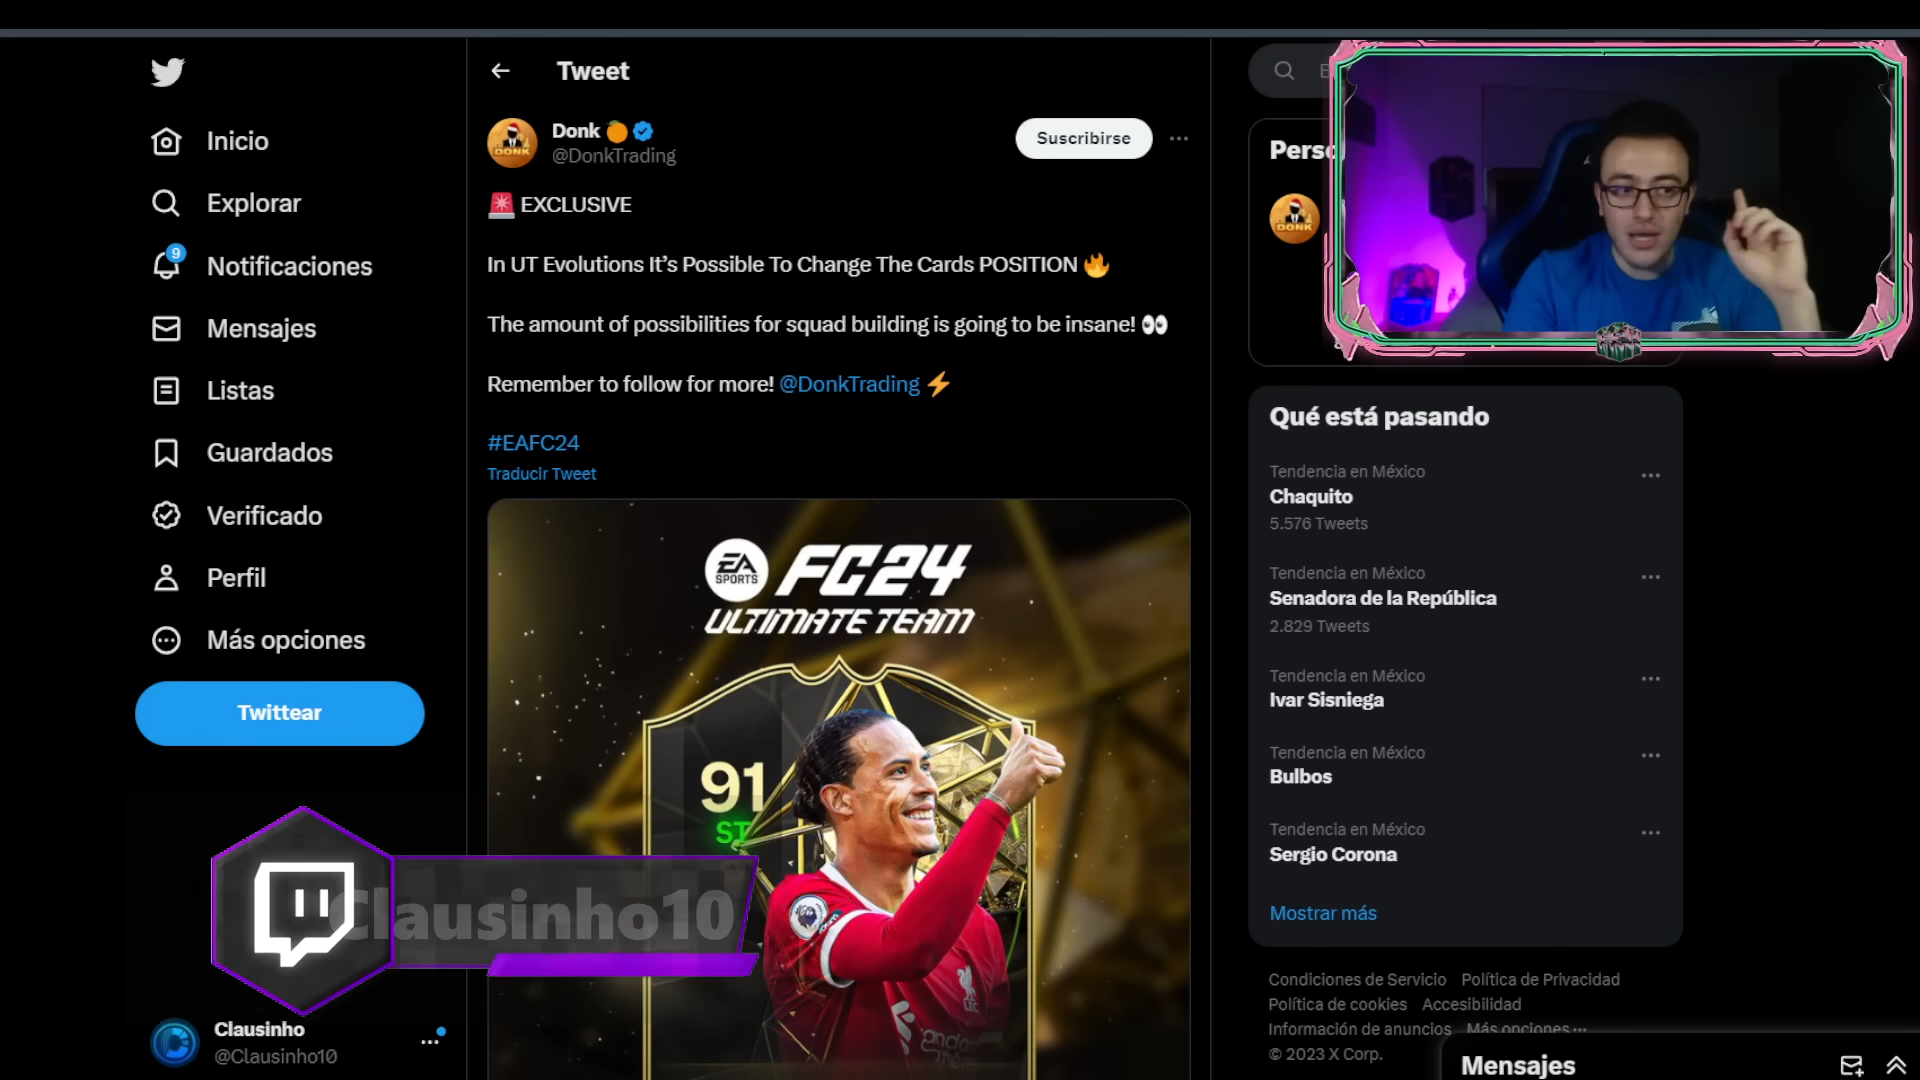 Inicio
Explorar
9
Notificaciones
Mensajes
Listas
Guardados
Verificado
Perfil
Más opciones
Twittear
Clausinho10
Clausinho
@Clausinho10
Tweet
Donk
DONK
@DonkTrading
Suscribirse
EXCLUSIVE
In UT Evolutions It’s Possible To Change The Cards POSITION
The amount of possibilities for squad building is going to be insane!
Remember to follow for more! @DonkTrading
#EAFC24
Traducir Tweet
EA SPORTS FC24
ULTIMATE TEAM
91
ST
DONK
Qué está pasando
Tendencia en México
Chaquito
5.576 Tweets
Tendencia en México
Senadora de la República
2.829 Tweets
Tendencia en México
Ivar Sisniega
Tendencia en México
Bulbos
Tendencia en México
Sergio Corona
Mostrar más
Condiciones de Servicio Política de Privacidad
Política de cookies Accesibilidad
Información de anuncios Más opciones
© 2023 X Corp.
Mensajes